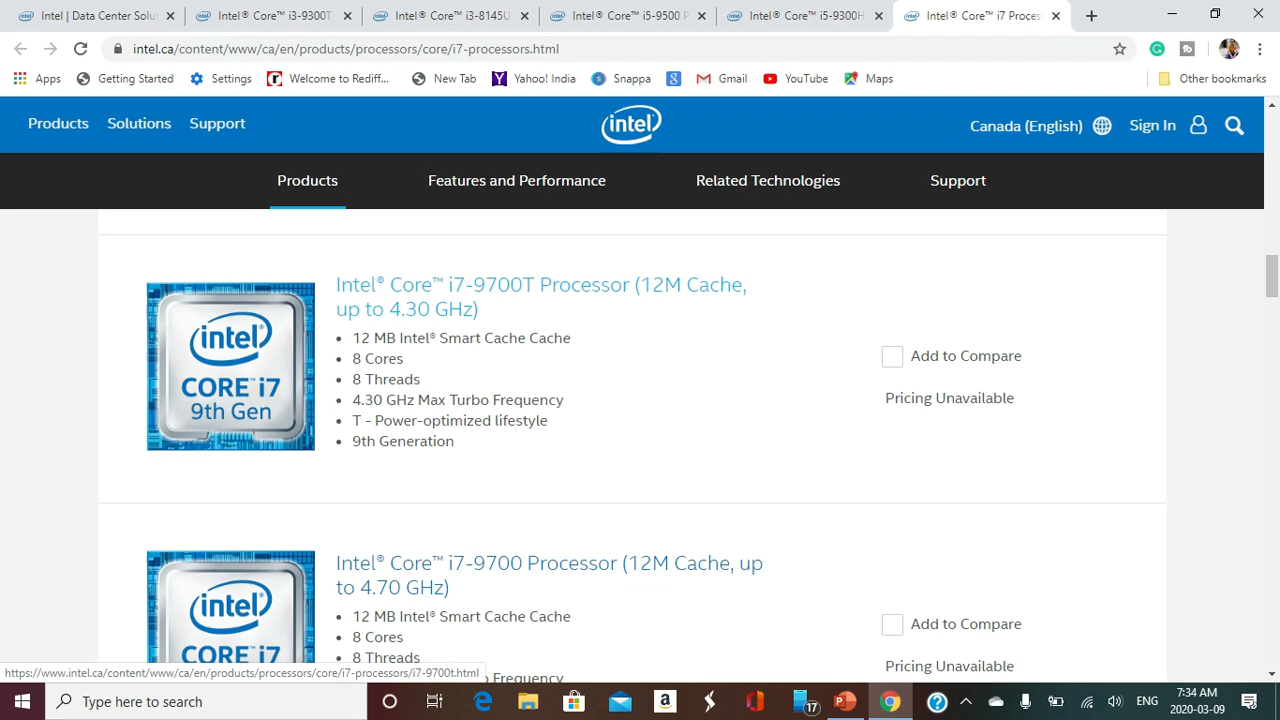 Intel | Data Center Solu
Intel® Core™ i3-9300T
Intel® Core™ i3-8145U
Intel® Core™ i5-9500 P
Intel® Core™ i5-9300H
Intel® Core™ i7 Proces
intel.ca/content/www/ca/en/products/processors/core/i7-processors.html
Apps
Getting Started
Settings
Welcome to Rediff...
New Tab
Yahoo! India
Snappa
Gmail
YouTube
Maps
Other bookmarks
Products
Solutions
Support
intel
Canada (English)
Sign In
Products
Features and Performance
Related Technologies
Support
intel®
CORE™ i7
9th Gen
Intel® Core™ i7-9700T Processor (12M Cache,
up to 4.30 GHz)
• 12 MB Intel® Smart Cache Cache
• 8 Cores
• 8 Threads
• 4.30 GHz Max Turbo Frequency
• T - Power-optimized lifestyle
• 9th Generation
Add to Compare
Pricing Unavailable
intel®
CORE™ i7
Intel® Core™ i7-9700 Processor (12M Cache, up
to 4.70 GHz)
• 12 MB Intel® Smart Cache Cache
• 8 Cores
• 8 Threads
Frequency
Add to Compare
Pricing Unavailable
https://www.intel.ca/content/www/ca/en/products/processors/core/i7-processors/i7-9700t.html
Type here to search
17
ENG
7:34 AM
2020-03-09